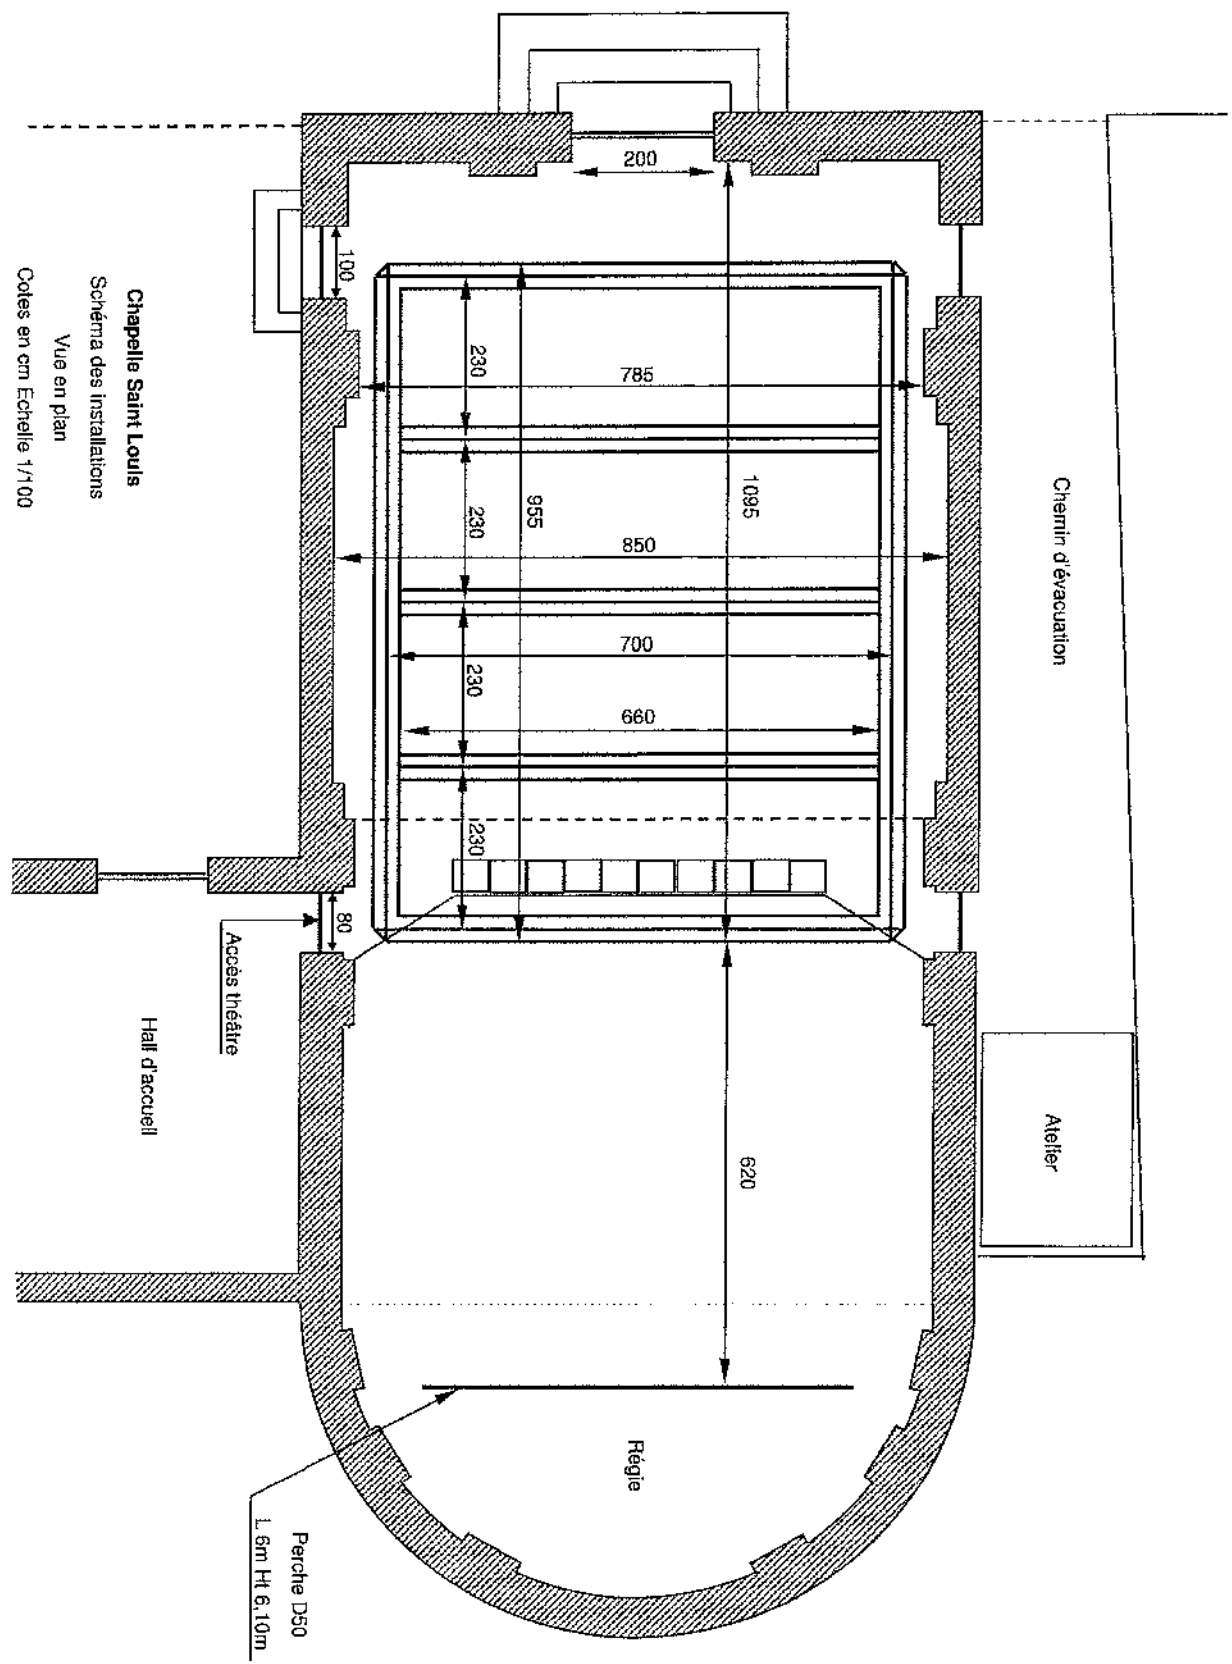 Chapelle Saint Louis
Schéma des installations
Vue en plan
Cotes en cm Echelle 1/100
Chemin d'évacuation
Atelier
Régie
Perche D50
L 6m Ht 6,10m
Hall d'accueil
Accès théâtre
200
100
230
785
1095
955
230
850
700
230
660
230
80
620